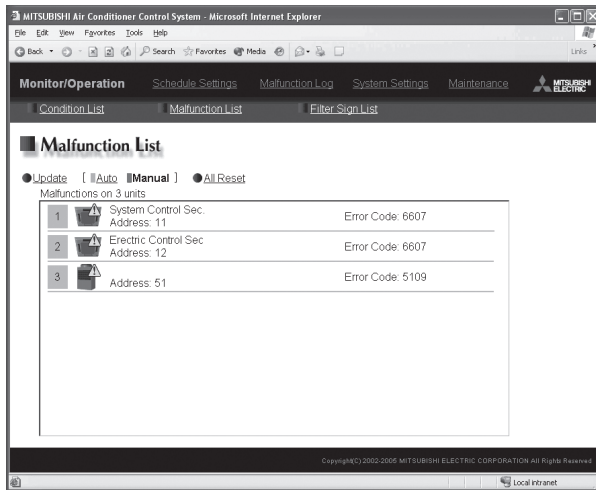 MITSUBISHI Air Conditioner Control System - Microsoft Internet Explorer
File Edit View Favorites Tools Help
Back Search Favorites Media Links
Monitor/Operation Schedule Settings Malfunction Log System Settings Maintenance MITSUBISHI ELECTRIC
Condition List Malfunction List Filter Sign List
Malfunction List
Update [ Auto Manual ] All Reset
Malfunctions on 3 units
1 System Control Sec. Error Code: 6607
Address: 11
2 Erectric Control Sec Error Code: 6607
Address: 12
3 Address: 51 Error Code: 5109
Copyright(C) 2002-2005 MITSUBISHI ELECTRIC CORPORATION All Rights Reserved
Local intranet